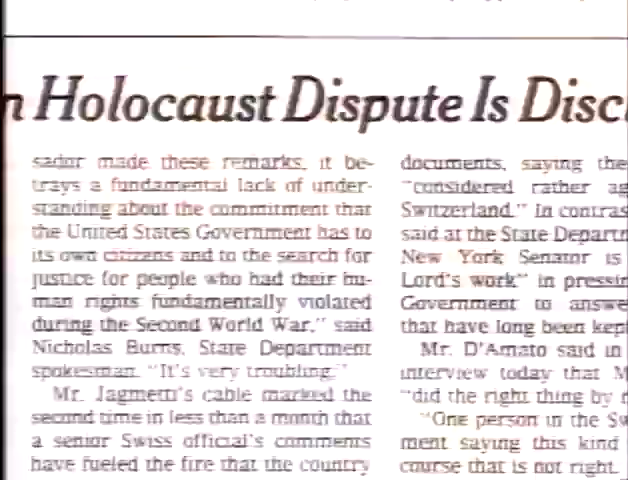 n Holocaust Dispute Is Disc
sador made these remarks, it be-
trays a fundamental lack of under-
standing about the commitment that
the United States Government has to
its own citizens and to the search for
justice for people who had their hu-
man rights fundamentally violated
during the Second World War," said
Nicholas Burns, State Department
spokesman. "It's very troubling."
Mr. Jagmetti's cable marked the
second time in less than a month that
a senior Swiss official's comments
have fueled the fire that the country
documents, saying the
"considered rather ag
Switzerland." In contras
said at the State Departm
New York Senator is
Lord's work" in pressin
Government to answe
that have long been kept
Mr. D'Amato said in
interview today that M
"did the right thing by r
"One person in the Sw
ment saying this kind
course that is not right.